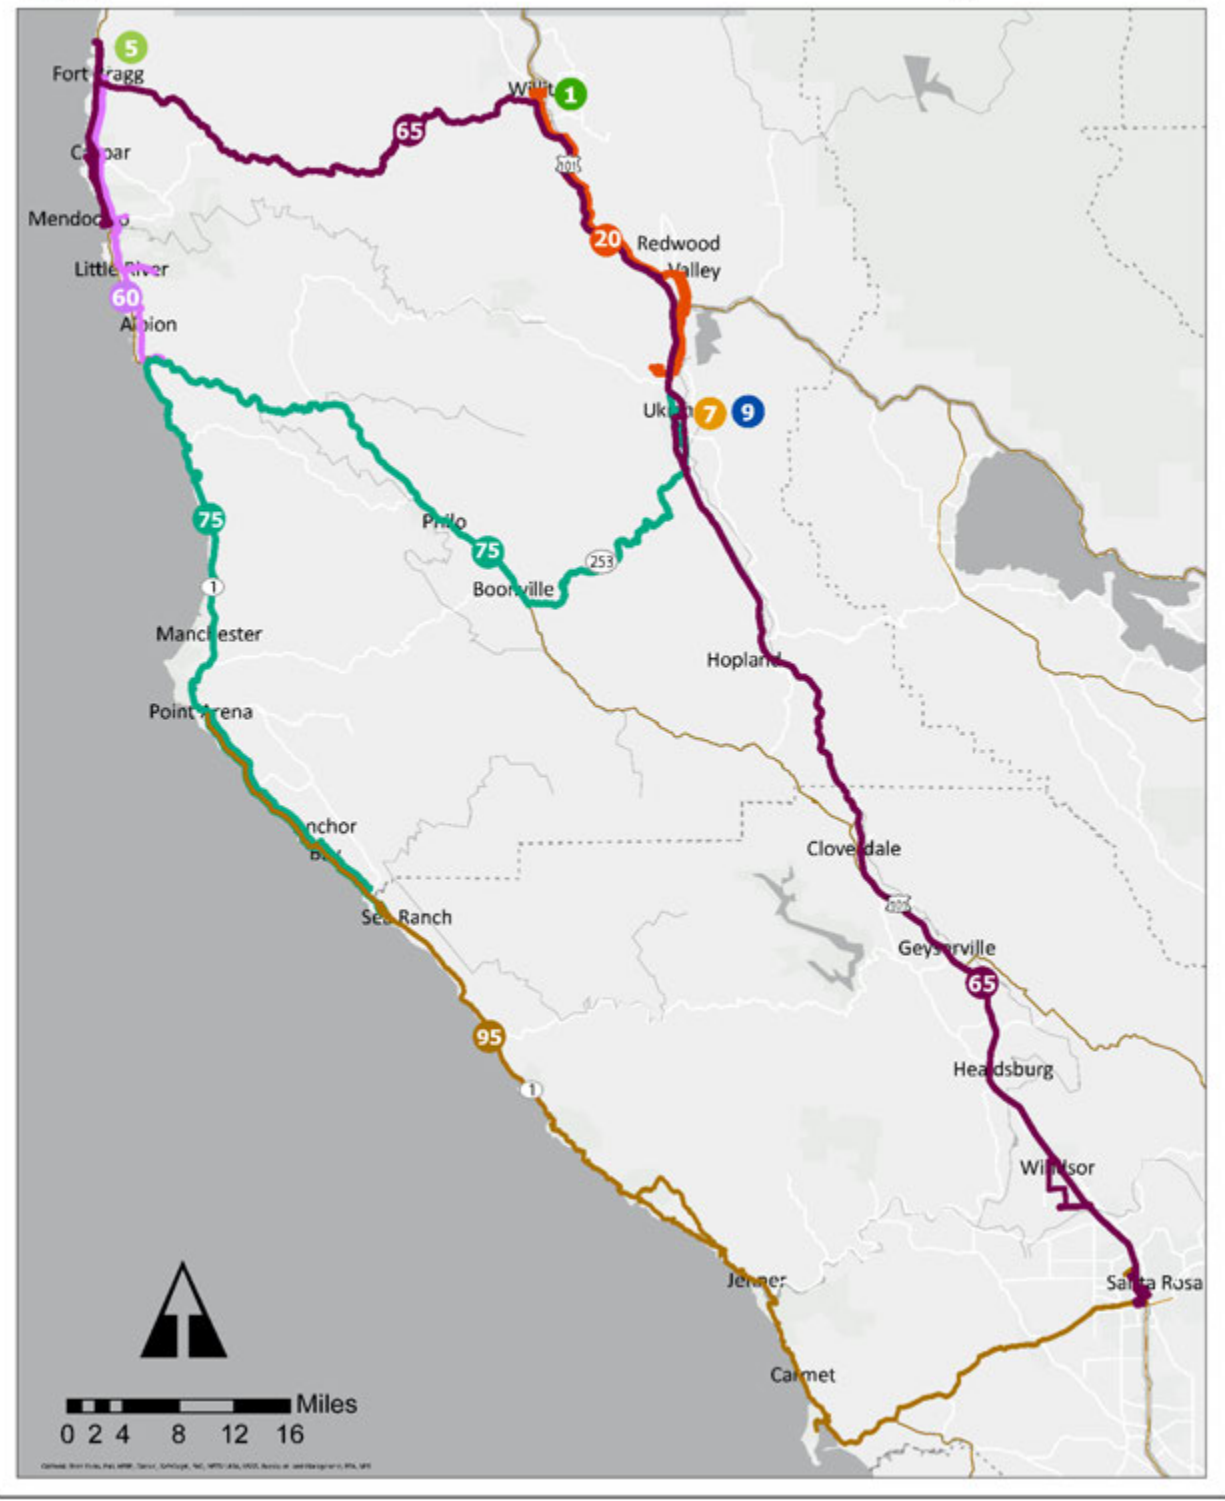 5
Fort Bragg
Willits
1
65
101
Caspar
Mendocino
20
Redwood
Valley
Little River
60
Albion
Ukiah
7
9
75
Philo
75
253
Boonville
1
Manchester
Hopland
Point Arena
Anchor
Bay
Cloverdale
101
Sea Ranch
Geyserville
65
95
Healdsburg
1
Windsor
Jenner
Santa Rosa
Carmet
Miles
0 2 4 8 12 16